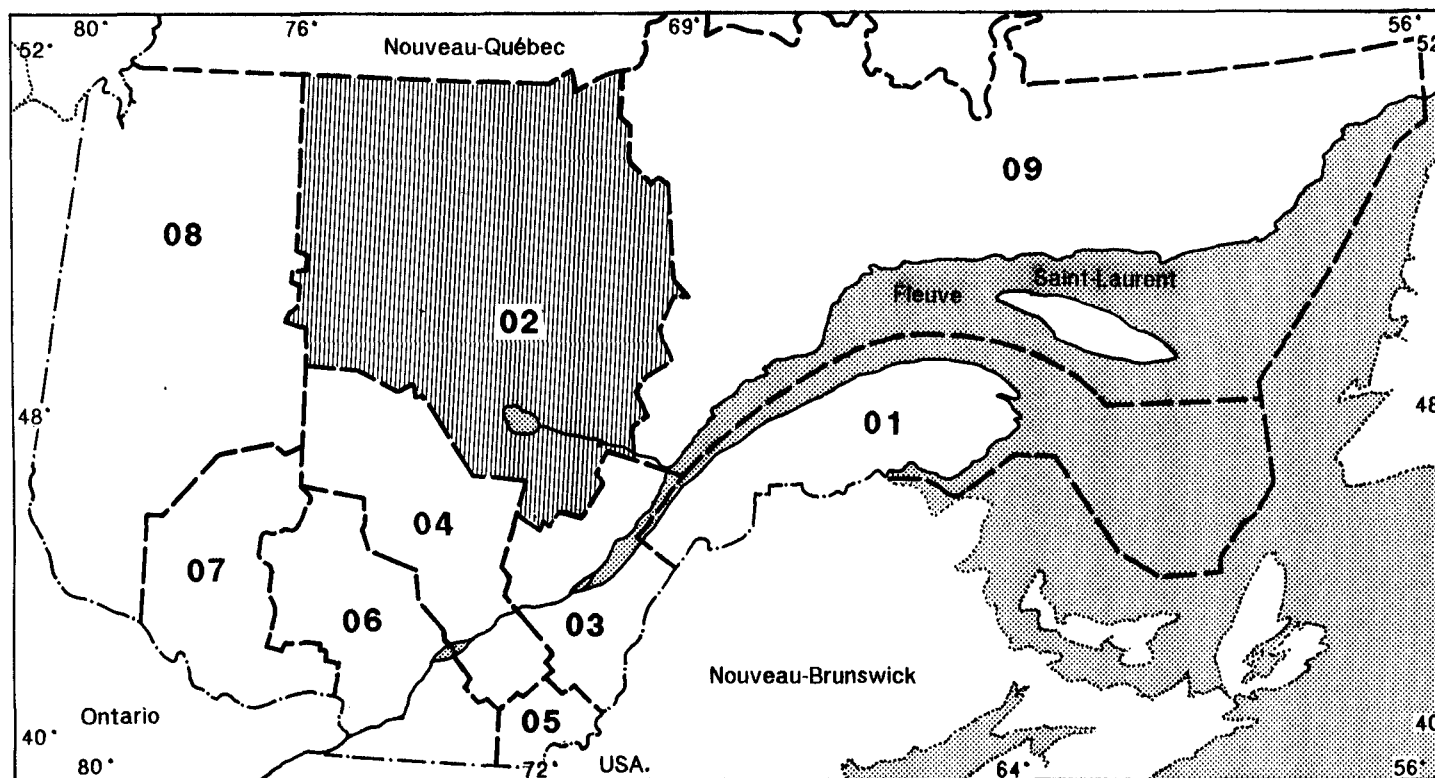 80° 76° 69° 56°
52° Nouveau-Québec 52
09
08
Fleuve Saint-Laurent
02
48° 01 48
04
07
06 03
Nouveau-Brunswick
Ontario 05
40° 40
80° 72° USA. 64° 56°